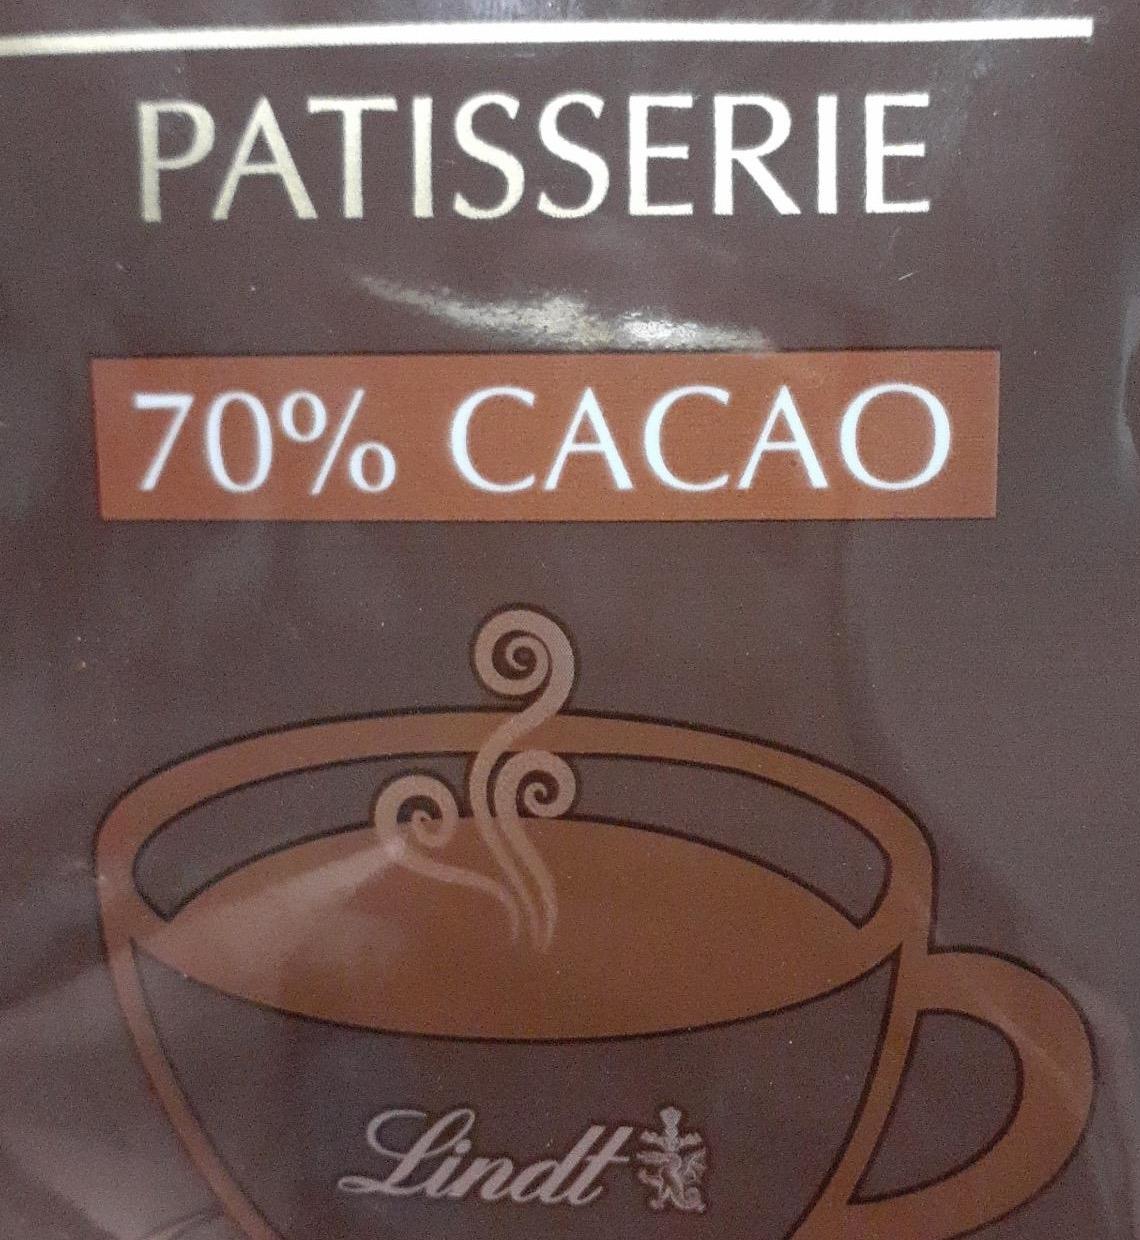 PATISSERIE
70% CACAO
Lindt